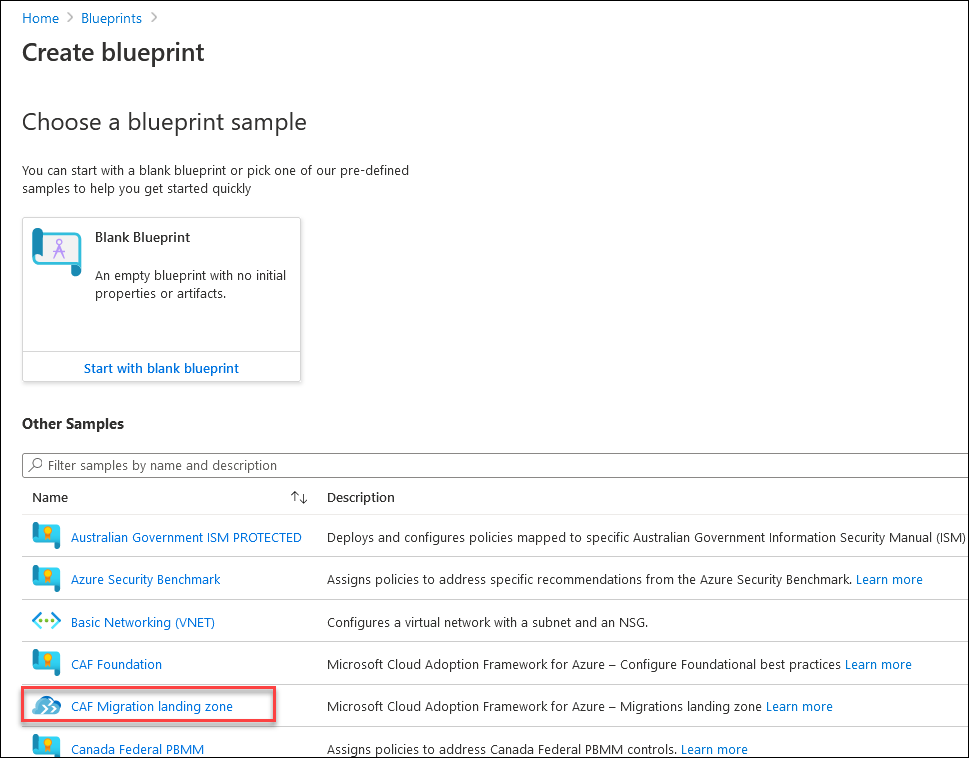 Home > Blueprints >
Create blueprint
Choose a blueprint sample
You can start with a blank blueprint or pick one of our pre-defined
samples to help you get started quickly
Blank Blueprint
An empty blueprint with no initial
properties or artifacts.
Start with blank blueprint
Other Samples
Filter samples by name and description
Name ↑↓ Description
Australian Government ISM PROTECTED Deploys and configures policies mapped to specific Australian Government Information Security Manual (ISM)
Azure Security Benchmark Assigns policies to address specific recommendations from the Azure Security Benchmark. Learn more
Basic Networking (VNET) Configures a virtual network with a subnet and an NSG.
CAF Foundation Microsoft Cloud Adoption Framework for Azure – Configure Foundational best practices Learn more
CAF Migration landing zone Microsoft Cloud Adoption Framework for Azure – Migrations landing zone Learn more
Canada Federal PBMM Assigns policies to address Canada Federal PBMM controls. Learn more